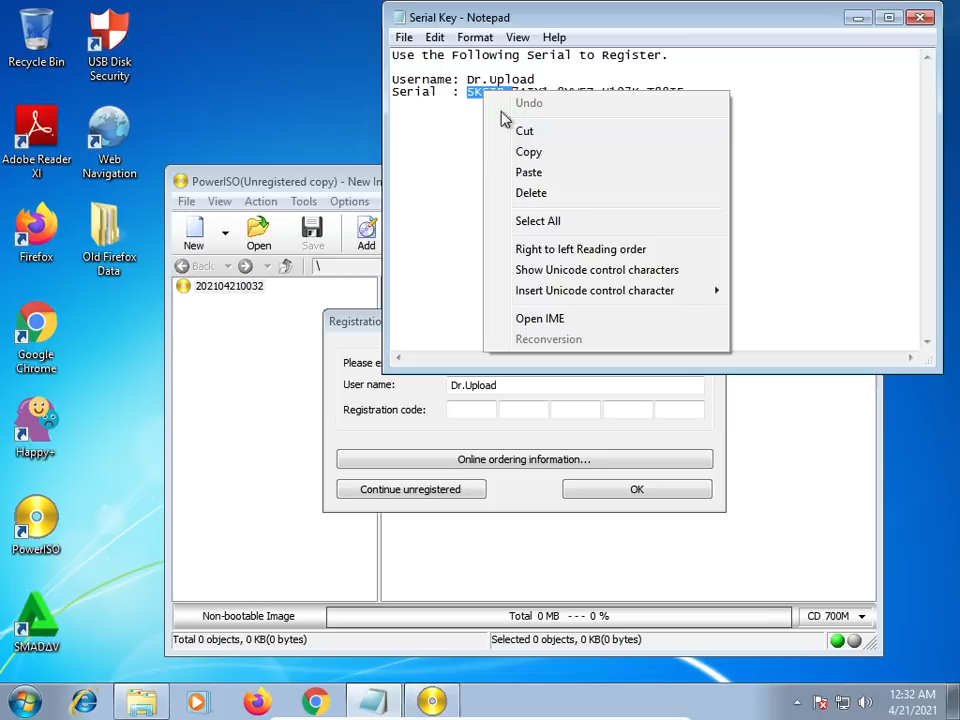 Recycle Bin
USB Disk
Security
Adobe Reader
XI
Web
Navigation
Firefox
Old Firefox
Data
Google
Chrome
Happy+
PowerISO
SMADΔV
Serial Key - Notepad
File Edit Format View Help
Use the Following Serial to Register.
Username: Dr.Upload
Serial :
Undo
Cut
Copy
Paste
Delete
Select All
Right to left Reading order
Show Unicode control characters
Insert Unicode control character
Open IME
Reconversion
PowerISO(Unregistered copy) - New
File View Action Tools Options
New
Open
Save
Add
Back
\
202104210032
Registration
Please
User name: Dr.Upload
Registration code:
Online ordering information...
Continue unregistered
OK
Non-bootable Image
Total 0 MB --- 0 %
CD 700M
Total 0 objects, 0 KB(0 bytes)
Selected 0 objects, 0 KB(0 bytes)
12:32 AM
4/21/2021